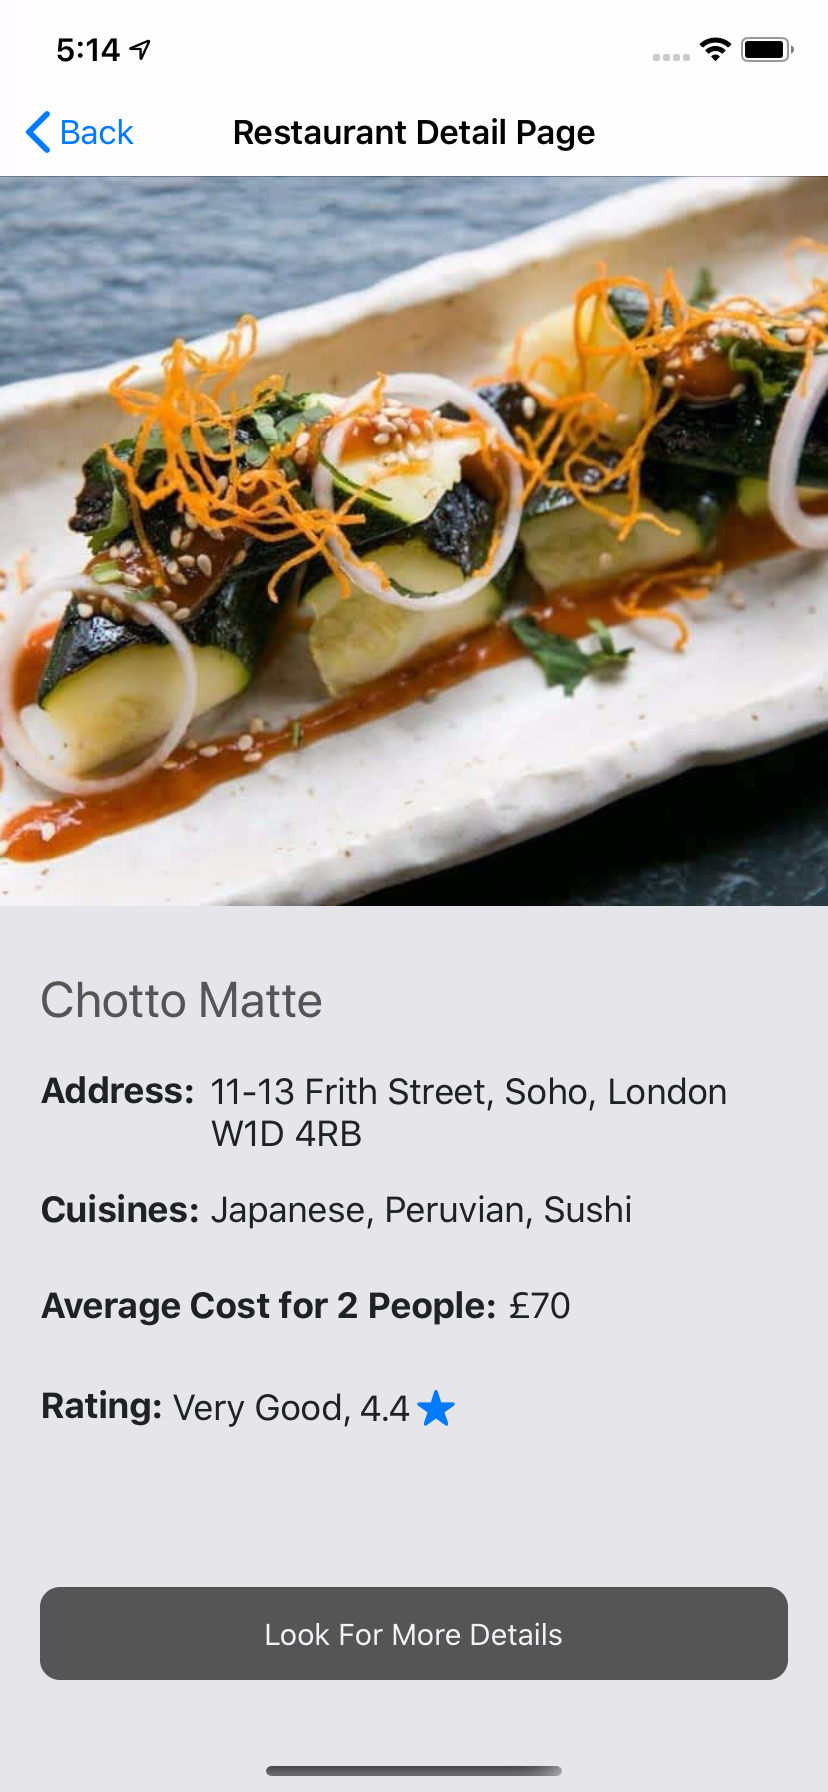 5:14
Back
Restaurant Detail Page
Chotto Matte
Address: 11-13 Frith Street, Soho, London
W1D 4RB
Cuisines: Japanese, Peruvian, Sushi
Average Cost for 2 People: £70
Rating: Very Good, 4.4
Look For More Details